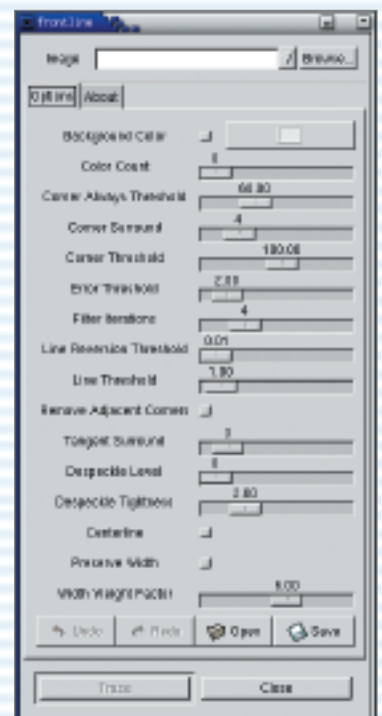 frontline
Image / Browse...
Options About
Background Color
Color Count 0
Corner Always Threshold 60.00
Corner Surround 4
Corner Threshold 100.00
Error Threshold 2.00
Filter Iterations 4
Line Reversion Threshold 0.01
Line Threshold 1.00
Remove Adjacent Corners
Tangent Surround 3
Despeckle Level 0
Despeckle Tightness 2.00
Centerline
Preserve Width
Width Weight Factor 6.00
Undo Redo Open Save
Trace Close